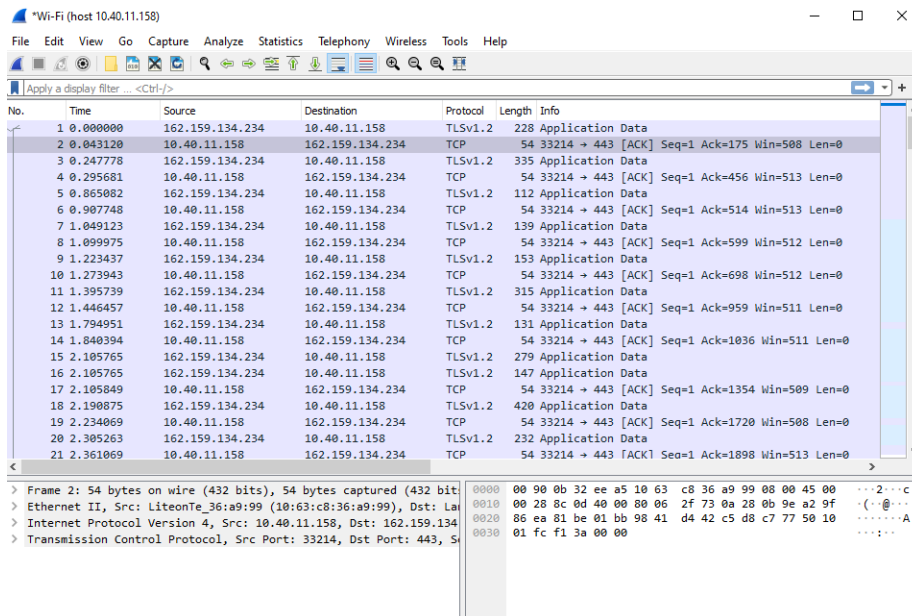 *Wi-Fi (host 10.40.11.158)
File Edit View Go Capture Analyze Statistics Telephony Wireless Tools Help
Apply a display filter ... <Ctrl-/>
No. Time Source Destination Protocol Length Info
1 0.000000 162.159.134.234 10.40.11.158 TLSv1.2 228 Application Data
2 0.043120 10.40.11.158 162.159.134.234 TCP 54 33214 → 443 [ACK] Seq=1 Ack=175 Win=508 Len=0
3 0.247778 162.159.134.234 10.40.11.158 TLSv1.2 335 Application Data
4 0.295681 10.40.11.158 162.159.134.234 TCP 54 33214 → 443 [ACK] Seq=1 Ack=456 Win=513 Len=0
5 0.865082 162.159.134.234 10.40.11.158 TLSv1.2 112 Application Data
6 0.907748 10.40.11.158 162.159.134.234 TCP 54 33214 → 443 [ACK] Seq=1 Ack=514 Win=513 Len=0
7 1.049123 162.159.134.234 10.40.11.158 TLSv1.2 139 Application Data
8 1.099975 10.40.11.158 162.159.134.234 TCP 54 33214 → 443 [ACK] Seq=1 Ack=599 Win=512 Len=0
9 1.223437 162.159.134.234 10.40.11.158 TLSv1.2 153 Application Data
10 1.273943 10.40.11.158 162.159.134.234 TCP 54 33214 → 443 [ACK] Seq=1 Ack=698 Win=512 Len=0
11 1.395739 162.159.134.234 10.40.11.158 TLSv1.2 315 Application Data
12 1.446457 10.40.11.158 162.159.134.234 TCP 54 33214 → 443 [ACK] Seq=1 Ack=959 Win=511 Len=0
13 1.794951 162.159.134.234 10.40.11.158 TLSv1.2 131 Application Data
14 1.840394 10.40.11.158 162.159.134.234 TCP 54 33214 → 443 [ACK] Seq=1 Ack=1036 Win=511 Len=0
15 2.105765 162.159.134.234 10.40.11.158 TLSv1.2 279 Application Data
16 2.105765 162.159.134.234 10.40.11.158 TLSv1.2 147 Application Data
17 2.105849 10.40.11.158 162.159.134.234 TCP 54 33214 → 443 [ACK] Seq=1 Ack=1354 Win=509 Len=0
18 2.190875 162.159.134.234 10.40.11.158 TLSv1.2 420 Application Data
19 2.234069 10.40.11.158 162.159.134.234 TCP 54 33214 → 443 [ACK] Seq=1 Ack=1720 Win=508 Len=0
20 2.305263 162.159.134.234 10.40.11.158 TLSv1.2 232 Application Data
21 2.361069 10.40.11.158 162.159.134.234 TCP 54 33214 → 443 [ACK] Seq=1 Ack=1898 Win=513 Len=0
Frame 2: 54 bytes on wire (432 bits), 54 bytes captured (432 bit
Ethernet II, Src: LiteonTe_36:a9:99 (10:63:c8:36:a9:99), Dst: La
Internet Protocol Version 4, Src: 10.40.11.158, Dst: 162.159.134
Transmission Control Protocol, Src Port: 33214, Dst Port: 443, S
0000 00 90 0b 32 ee a5 10 63 c8 36 a9 99 08 00 45 00 ···2···c
0010 00 28 8c 0d 40 00 80 06 2f 73 0a 28 0b 9e a2 9f ·(··@···
0020 86 ea 81 be 01 bb 98 41 d4 42 c5 d8 c7 77 50 10 ·······A
0030 01 fc f1 3a 00 00 ···:··